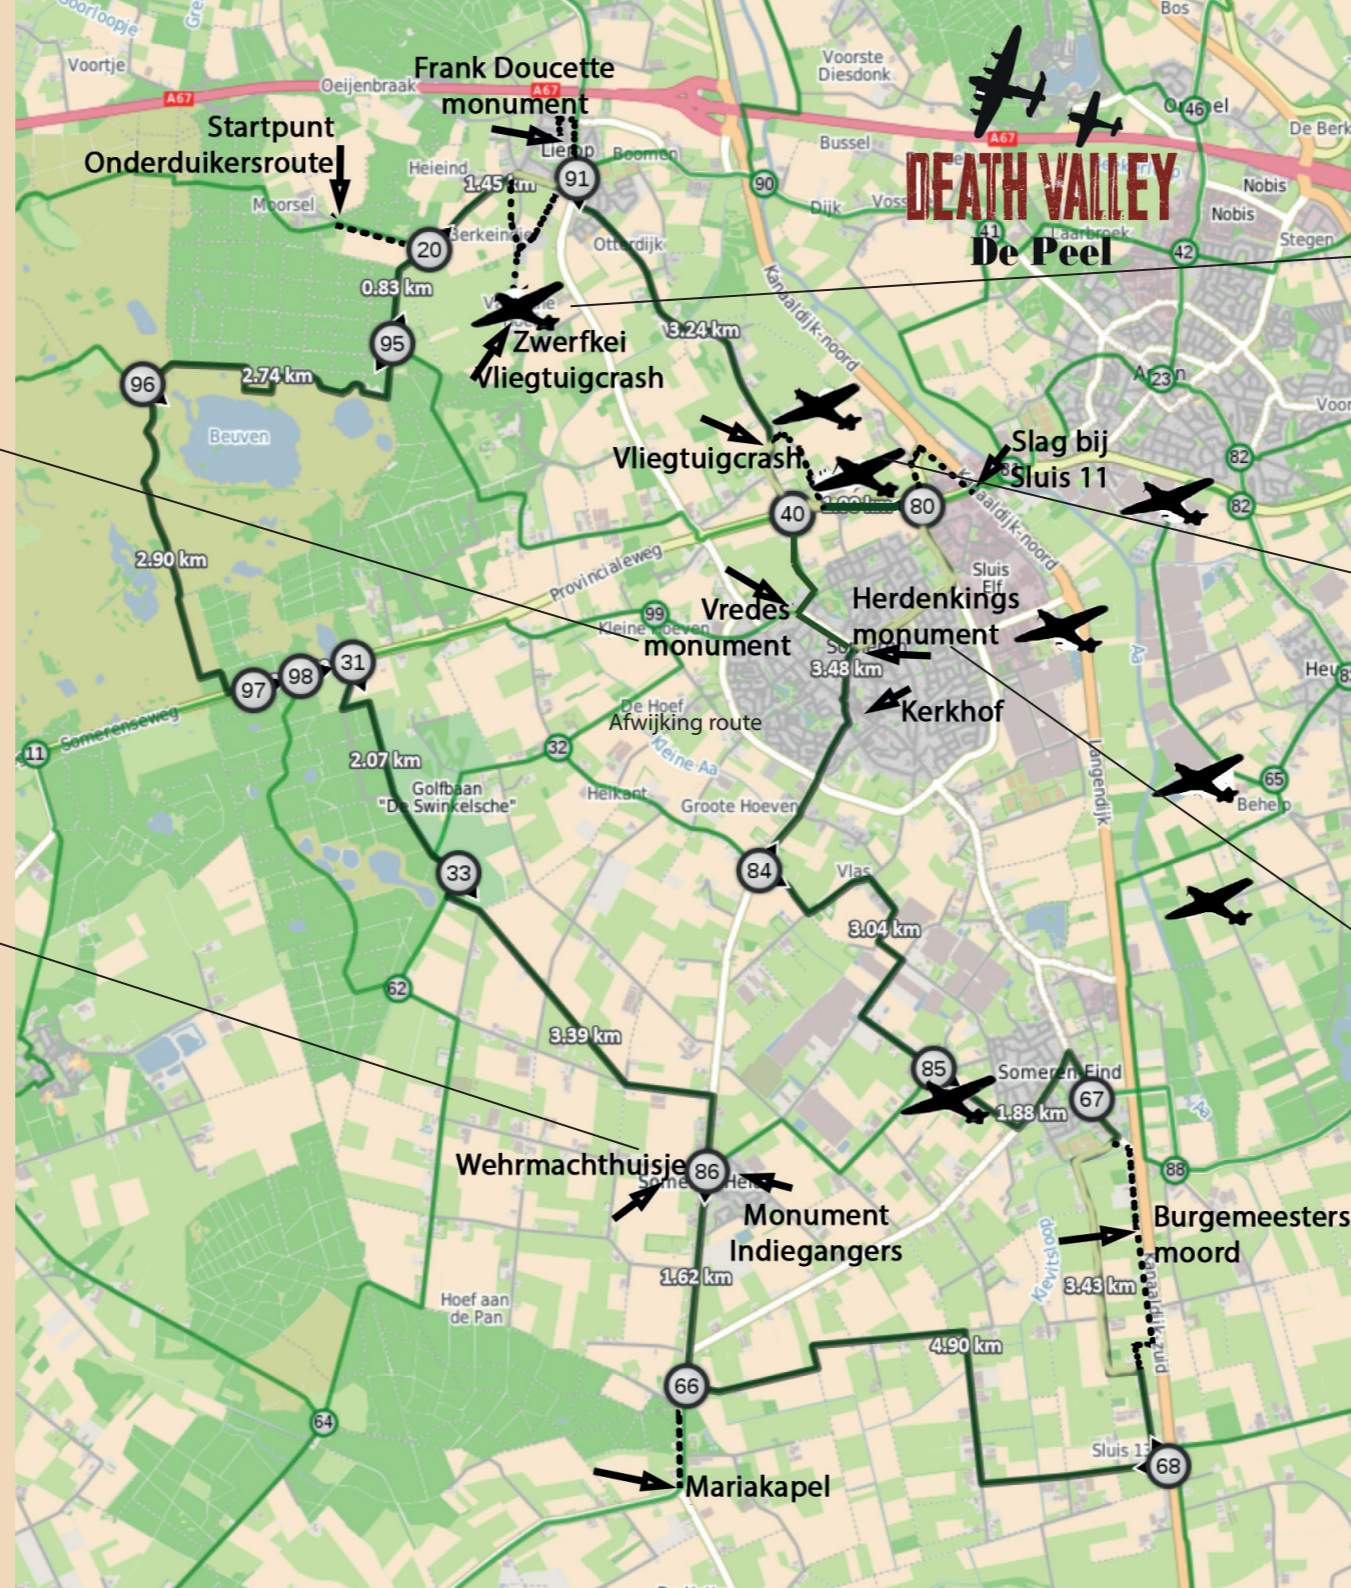 Bos
Voortje
Voorste
Diesdonk
Oeijenbraak
A67
A67
A67
Frank Doucette
monument
Startpunt
Onderduikersroute
46
De Berk
Bussel
DEATH VALLEY
De Peel
Heieind
Boomen
91
90
1.45 km
Moorsel
Dijk
Nobis
Nobis
Stegen
Laarbroek
41
42
20
Otterdijk
0.83 km
Kanaaldijk-noord
3.24 km
95
Zwerfkei
Vliegtuigcrash
96
2.74 km
23
Beuven
Vliegtuigcrash
Slag bij
Sluis 11
82
82
40
80
Kanaaldijk-noord
2.90 km
Provincialeweg
Sluis
Elf
99
Kleine Hoeven
Vredes
monument
Herdenkings
monument
3.48 km
Aa
31
98
97
Kerkhof
De Hoef
Afwijking route
Somerenseweg
11
32
Kleine Aa
2.07 km
Golfbaan
"De Swinkelsche"
Heikant
Groote Hoeven
Langendijk
65
Behelp
33
84
Vlas
3.04 km
62
3.39 km
85
Someren-Eind
67
1.88 km
Aa
Wehrmachthuisje
86
88
Monument
Indiegangers
Burgemeesters
moord
Kievitsloop
1.62 km
3.43 km
Kanaaldijk-zuid
Hoef aan
de Pan
4.90 km
66
64
Sluis 13
68
Mariakapel